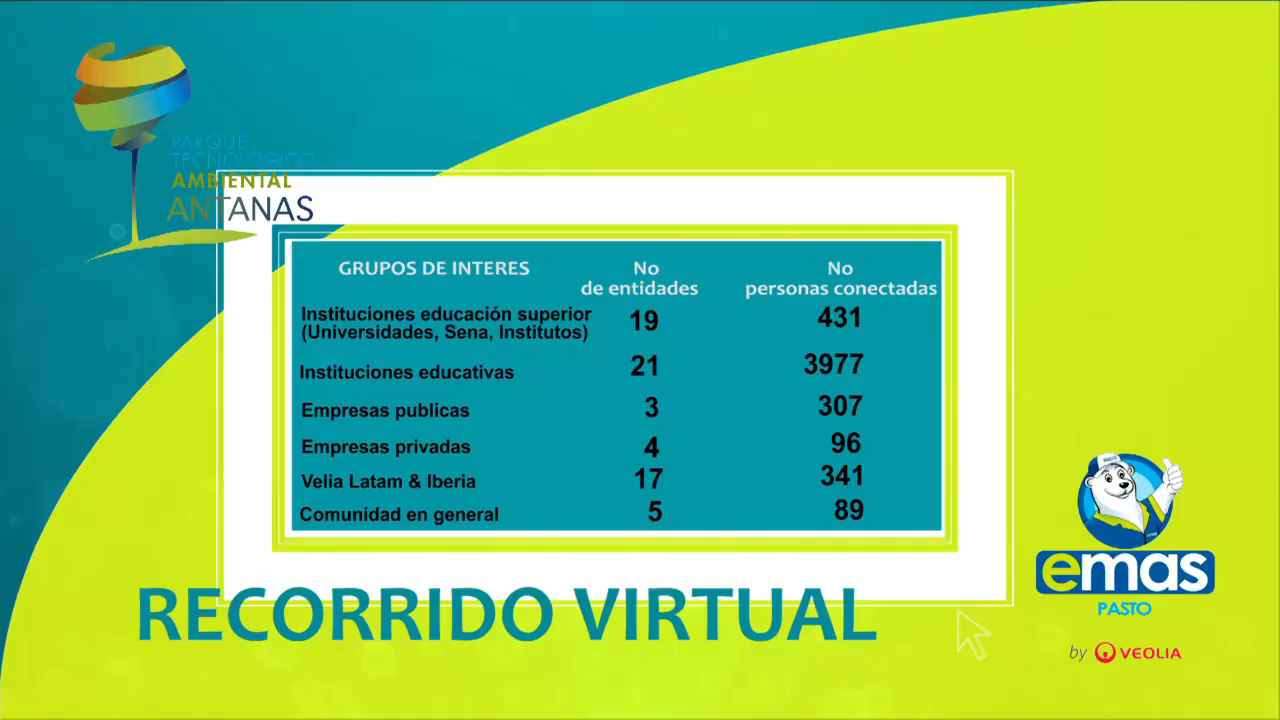 PARQUE
TECNOLÓGICO
AMBIENTAL
ANTANAS
GRUPOS DE INTERES No No
de entidades personas conectadas
Instituciones educación superior 19 431
(Universidades, Sena, Institutos)
Instituciones educativas 21 3977
Empresas publicas 3 307
Empresas privadas 4 96
Velia Latam & Iberia 17 341
Comunidad en general 5 89
RECORRIDO VIRTUAL
emas
PASTO
by VEOLIA